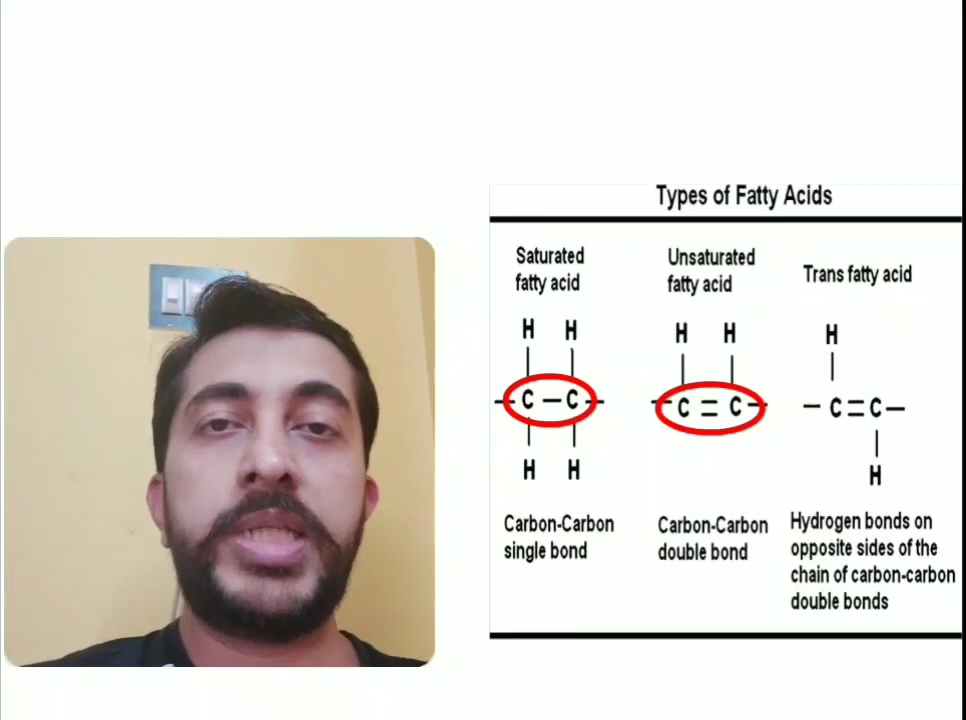 Types of Fatty Acids
Saturated
fatty acid
H H
C — C
H H
Carbon-Carbon
single bond
Unsaturated
fatty acid
H H
C = C
Carbon-Carbon
double bond
Trans fatty acid
H
— C = C —
H
Hydrogen bonds on
opposite sides of the
chain of carbon-carbon
double bonds